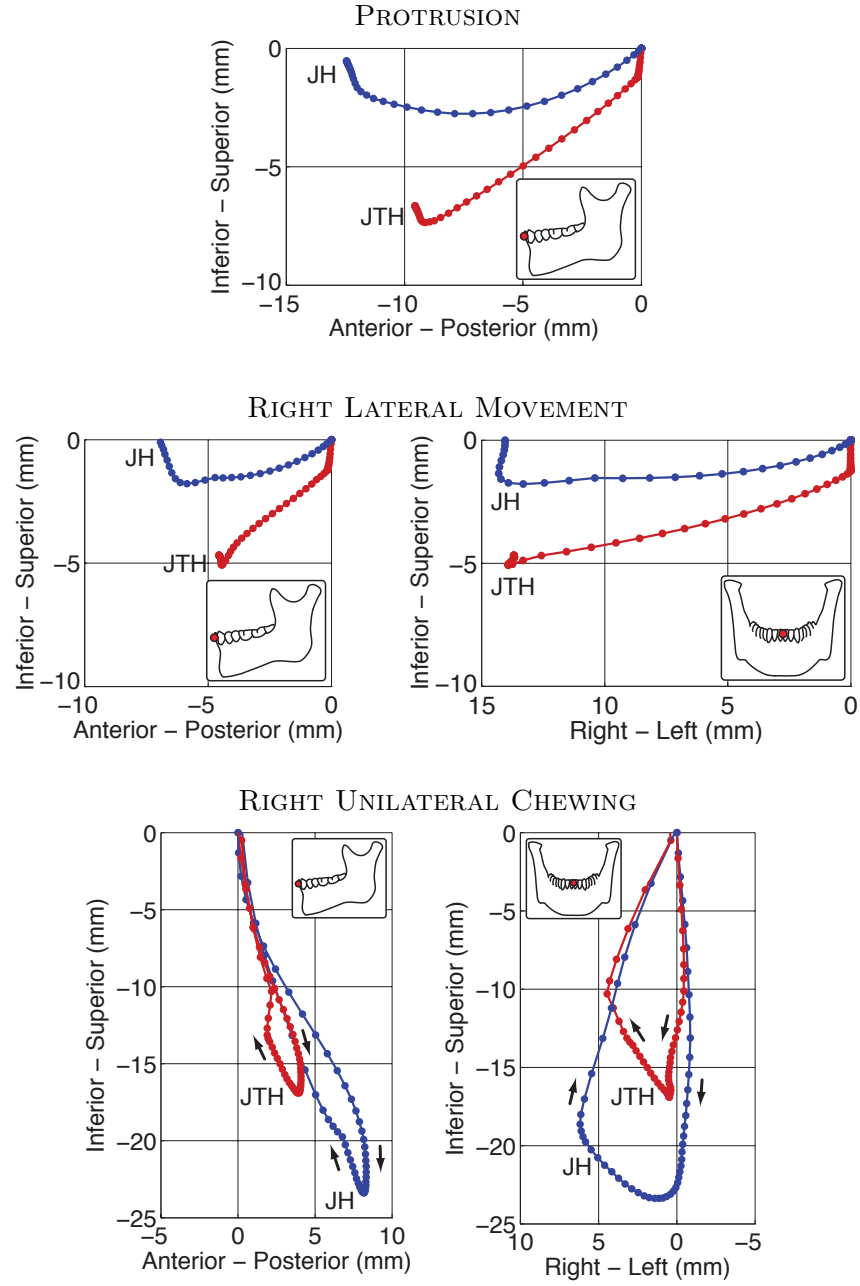 PROTRUSION
0
JH
−5
JTH
−10
−15
−10
−5
0
Inferior − Superior (mm)
Anterior − Posterior (mm)
RIGHT LATERAL MOVEMENT
0
JH
−5
JTH
−10
−10
−5
0
Inferior − Superior (mm)
Anterior − Posterior (mm)
0
JH
−5
JTH
−10
15
10
5
0
Inferior − Superior (mm)
Right − Left (mm)
RIGHT UNILATERAL CHEWING
0
−5
−10
−15
JTH
−20
JH
−25
−5
0
5
10
Inferior − Superior (mm)
Anterior − Posterior (mm)
0
−5
−10
−15
JTH
−20
JH
−25
10
5
0
−5
Inferior − Superior (mm)
Right − Left (mm)